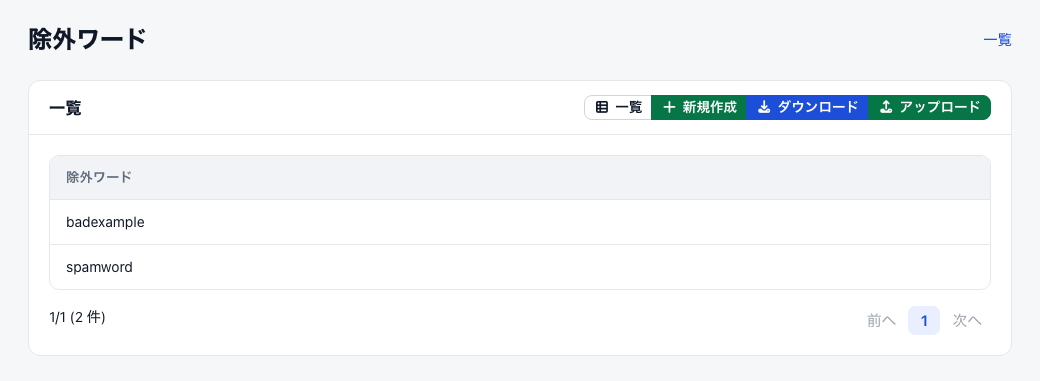 除外ワード
一覧
一覧
一覧 新規作成 ダウンロード アップロード
除外ワード
badexample
spamword
1/1 (2 件)
前へ 1 次へ